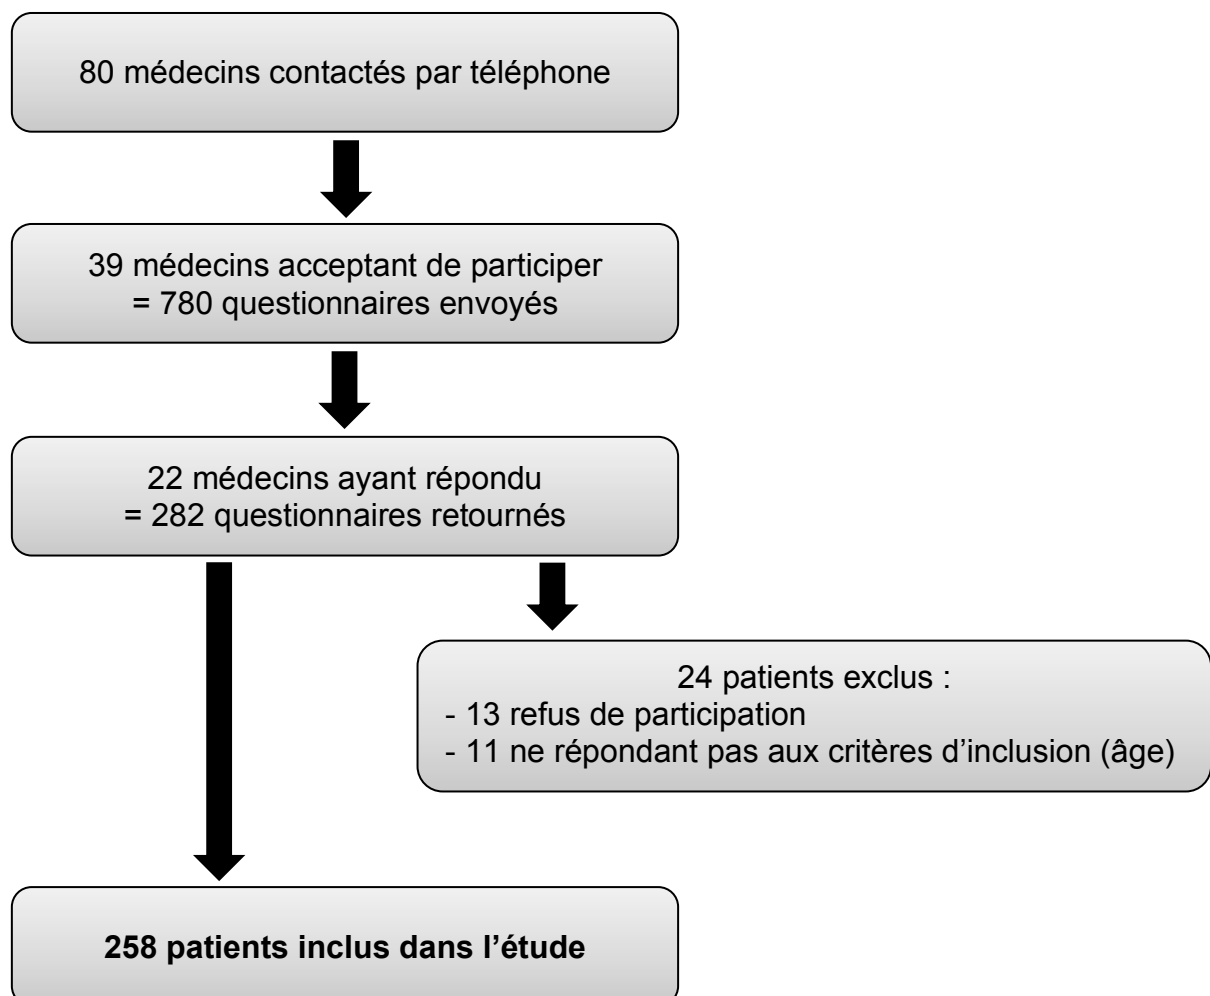 80 médecins contactés par téléphone
39 médecins acceptant de participer
= 780 questionnaires envoyés
22 médecins ayant répondu
= 282 questionnaires retournés
24 patients exclus :
- 13 refus de participation
- 11 ne répondant pas aux critères d’inclusion (âge)
258 patients inclus dans l’étude